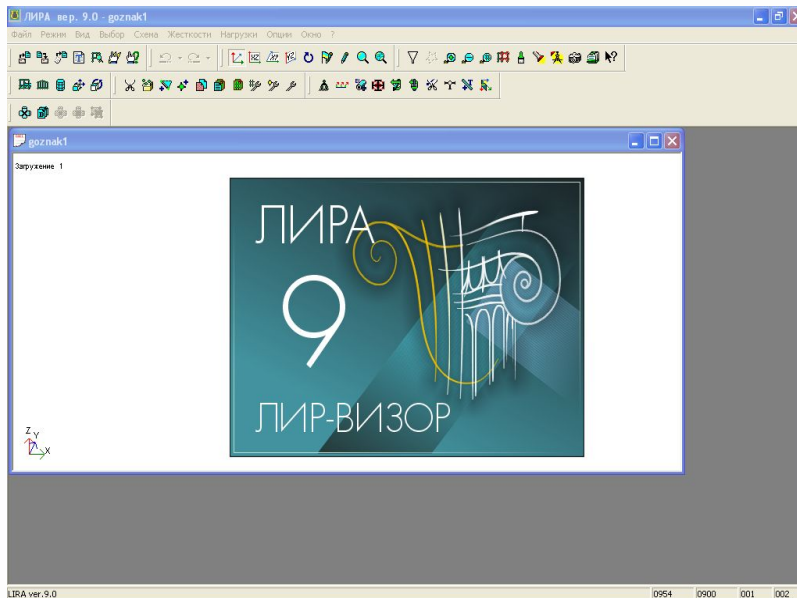 ЛИРА вер. 9.0 - goznak1
Файл Режим Вид Выбор Схема Жесткости Нагрузки Опции Окно ?
goznak1
Загружение 1
ЛИРА
9
ЛИР-ВИЗОР
Z
Y
X
LIRA ver.9.0 0954 0900 001 002